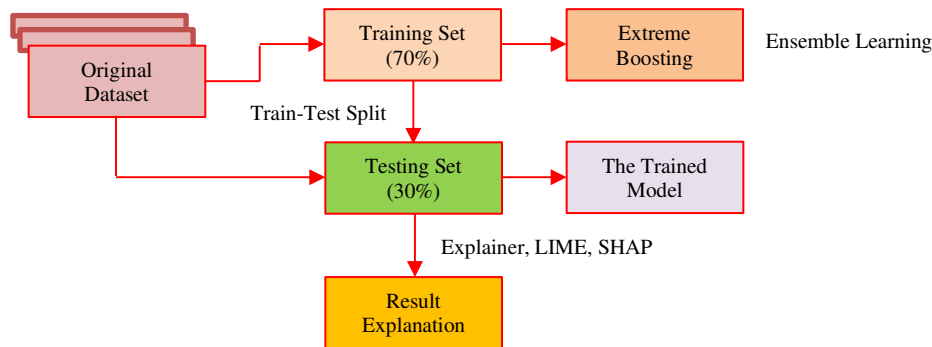 Original
Dataset
Training Set
(70%)
Extreme
Boosting
Ensemble Learning
Train-Test Split
Testing Set
(30%)
The Trained
Model
Explainer, LIME, SHAP
Result
Explanation